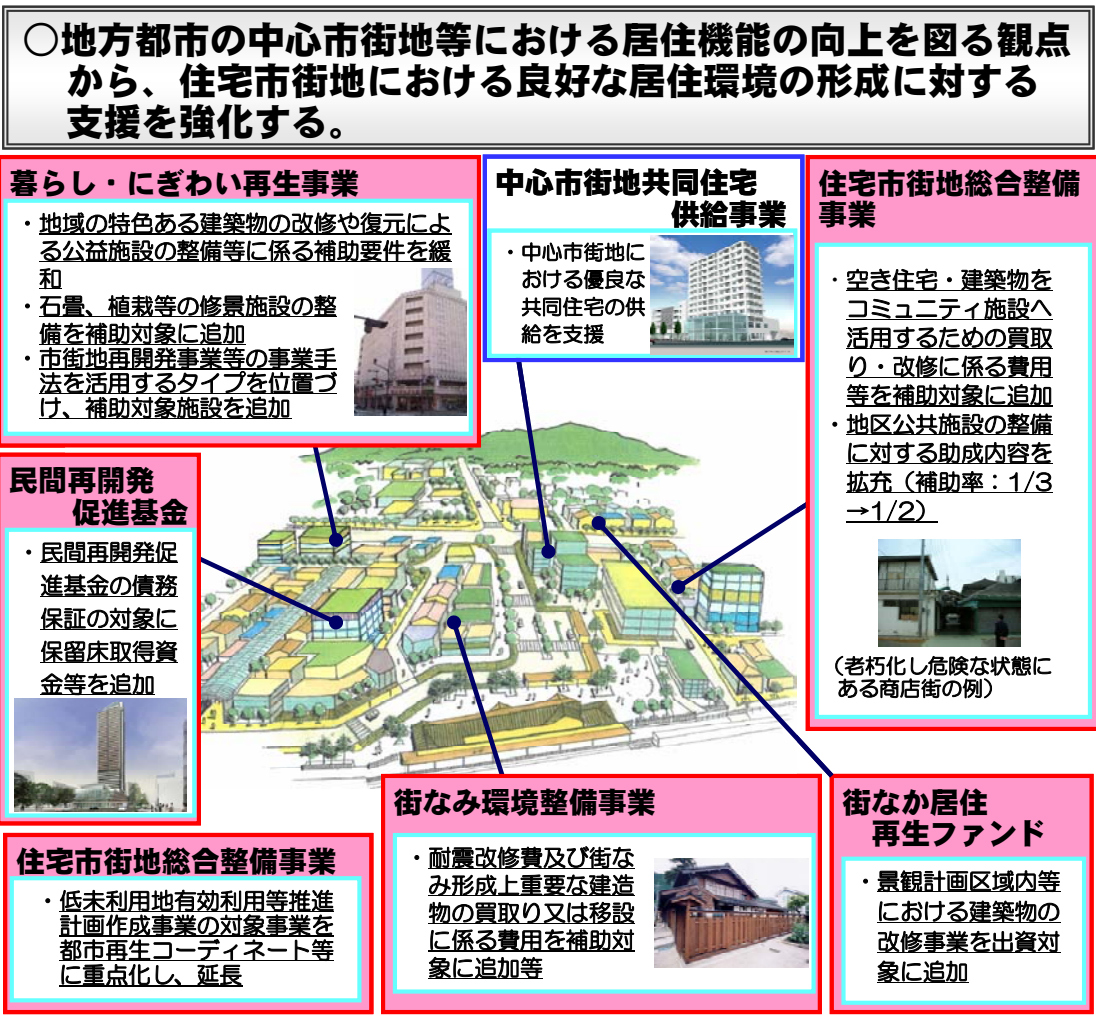 ○地方都市の中心市街地等における居住機能の向上を図る観点
から、住宅市街地における良好な居住環境の形成に対する
支援を強化する。
暮らし・にぎわい再生事業
・地域の特色ある建築物の改修や復元によ
る公益施設の整備等に係る補助要件を緩
和
・石畳、植栽等の修景施設の整
備を補助対象に追加
・市街地再開発事業等の事業手
法を活用するタイプを位置づ
け、補助対象施設を追加
中心市街地共同住宅
供給事業
・中心市街地に
おける優良な
共同住宅の供
給を支援
住宅市街地総合整備
事業
・空き住宅・建築物を
コミュニティ施設へ
活用するための買取
り・改修に係る費用
等を補助対象に追加
・地区公共施設の整備
に対する助成内容を
拡充（補助率：1/3
→1/2）
（老朽化し危険な状態に
ある商店街の例）
民間再開発
促進基金
・民間再開発促
進基金の債務
保証の対象に
保留床取得資
金等を追加
住宅市街地総合整備事業
・低未利用地有効利用等推進
計画作成事業の対象事業を
都市再生コーディネート等
に重点化し、延長
街なみ環境整備事業
・耐震改修費及び街な
み形成上重要な建造
物の買取り又は移設
に係る費用を補助対
象に追加等
街なか居住
再生ファンド
・景観計画区域内等
における建築物の
改修事業を出資対
象に追加